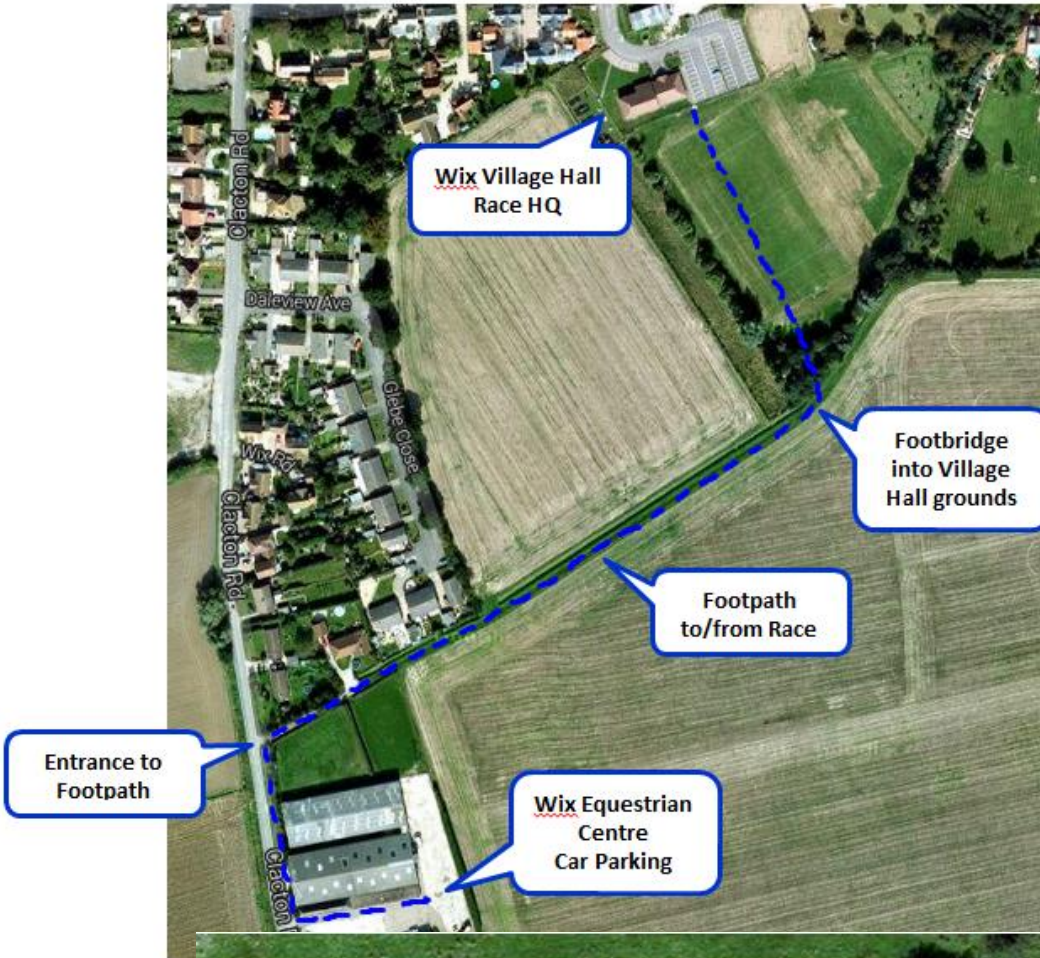 Wix Village Hall
Race HQ
Clacton Rd
Daleview Ave
Glebe Close
Wix Rd
Clacton Rd
Footbridge
into Village
Hall grounds
Footpath
to/from Race
Entrance to
Footpath
Wix Equestrian
Centre
Car Parking
Clacton